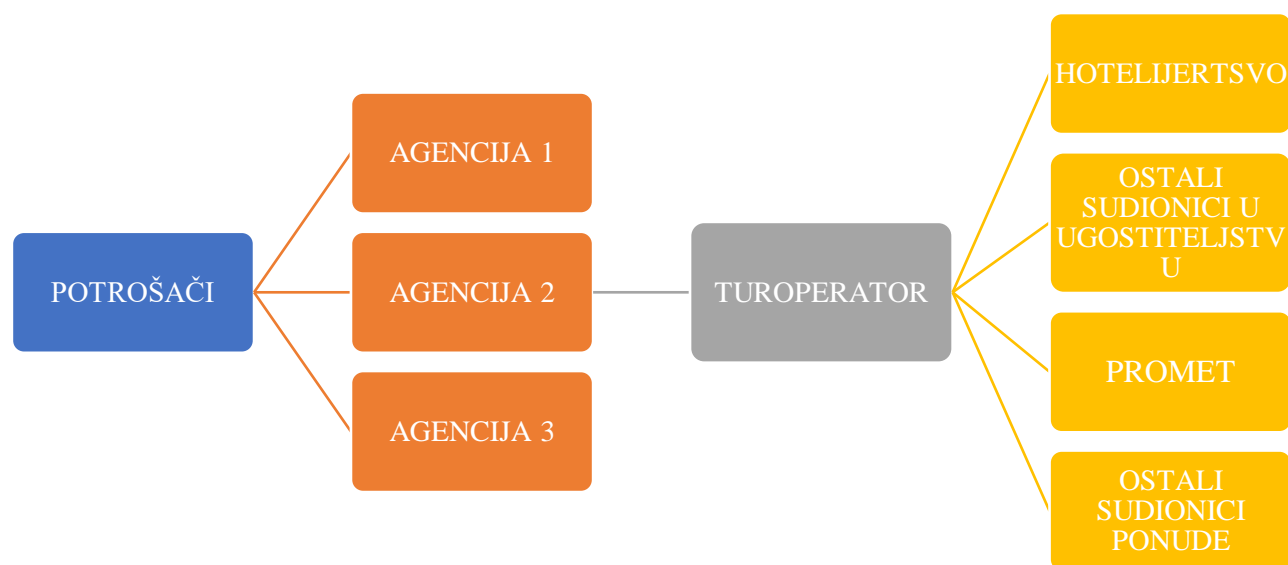 POTROŠAČI
AGENCIJA 1
AGENCIJA 2
AGENCIJA 3
TUROPERATOR
HOTELIJERTSVO
OSTALI
SUDIONICI U
UGOSTITELJSTV
U
PROMET
OSTALI
SUDIONICI
PONUDE